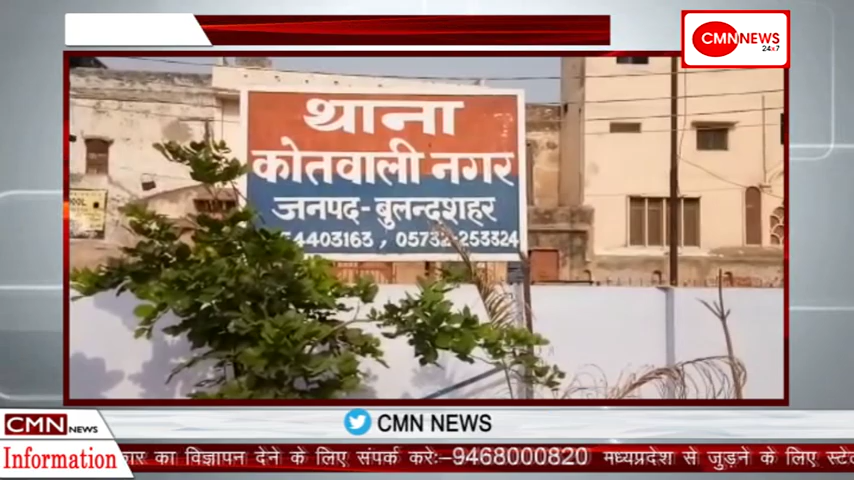 CMN NEWS
24x7
थाना
कोतवाली नगर
जनपद-बुलन्दशहर
54403163, 05732-253324
CMN NEWS
CMN NEWS
Information
का विज्ञापन देने के लिए संपर्क करे:–9468000820 मध्यप्रदेश से जुड़ने के लिए